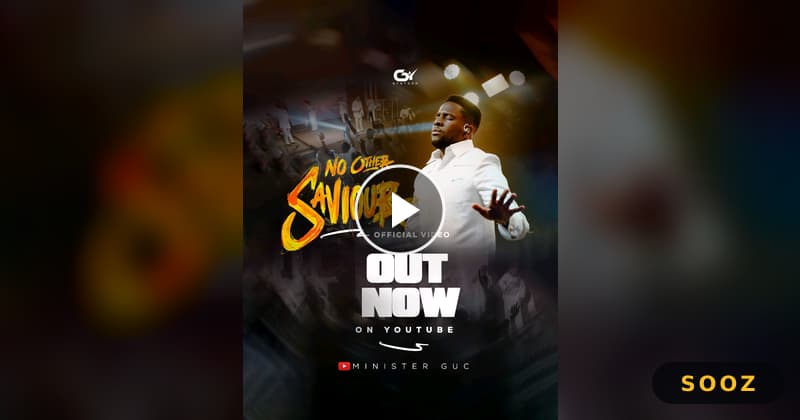 NO OTHER
SAVIOUR
OFFICIAL VIDEO
OUT
NOW
ON YOUTUBE
MINISTER GUC
SOOZ